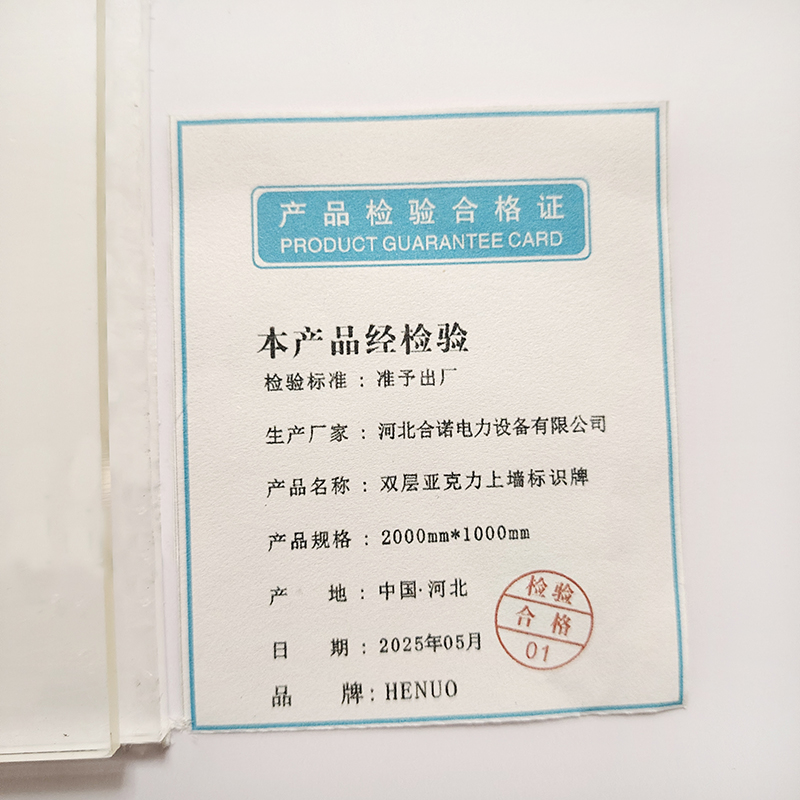 产品检验合格证
PRODUCT GUARANTEE CARD
本产品经检验
检验标准：准予出厂
生产厂家：河北合诺电力设备有限公司
产品名称：双层亚克力上墙标识牌
产品规格：2000mm*1000mm
产 地：中国·河北
日 期：2025年05月
品 牌：HENUO
检验
合格
01